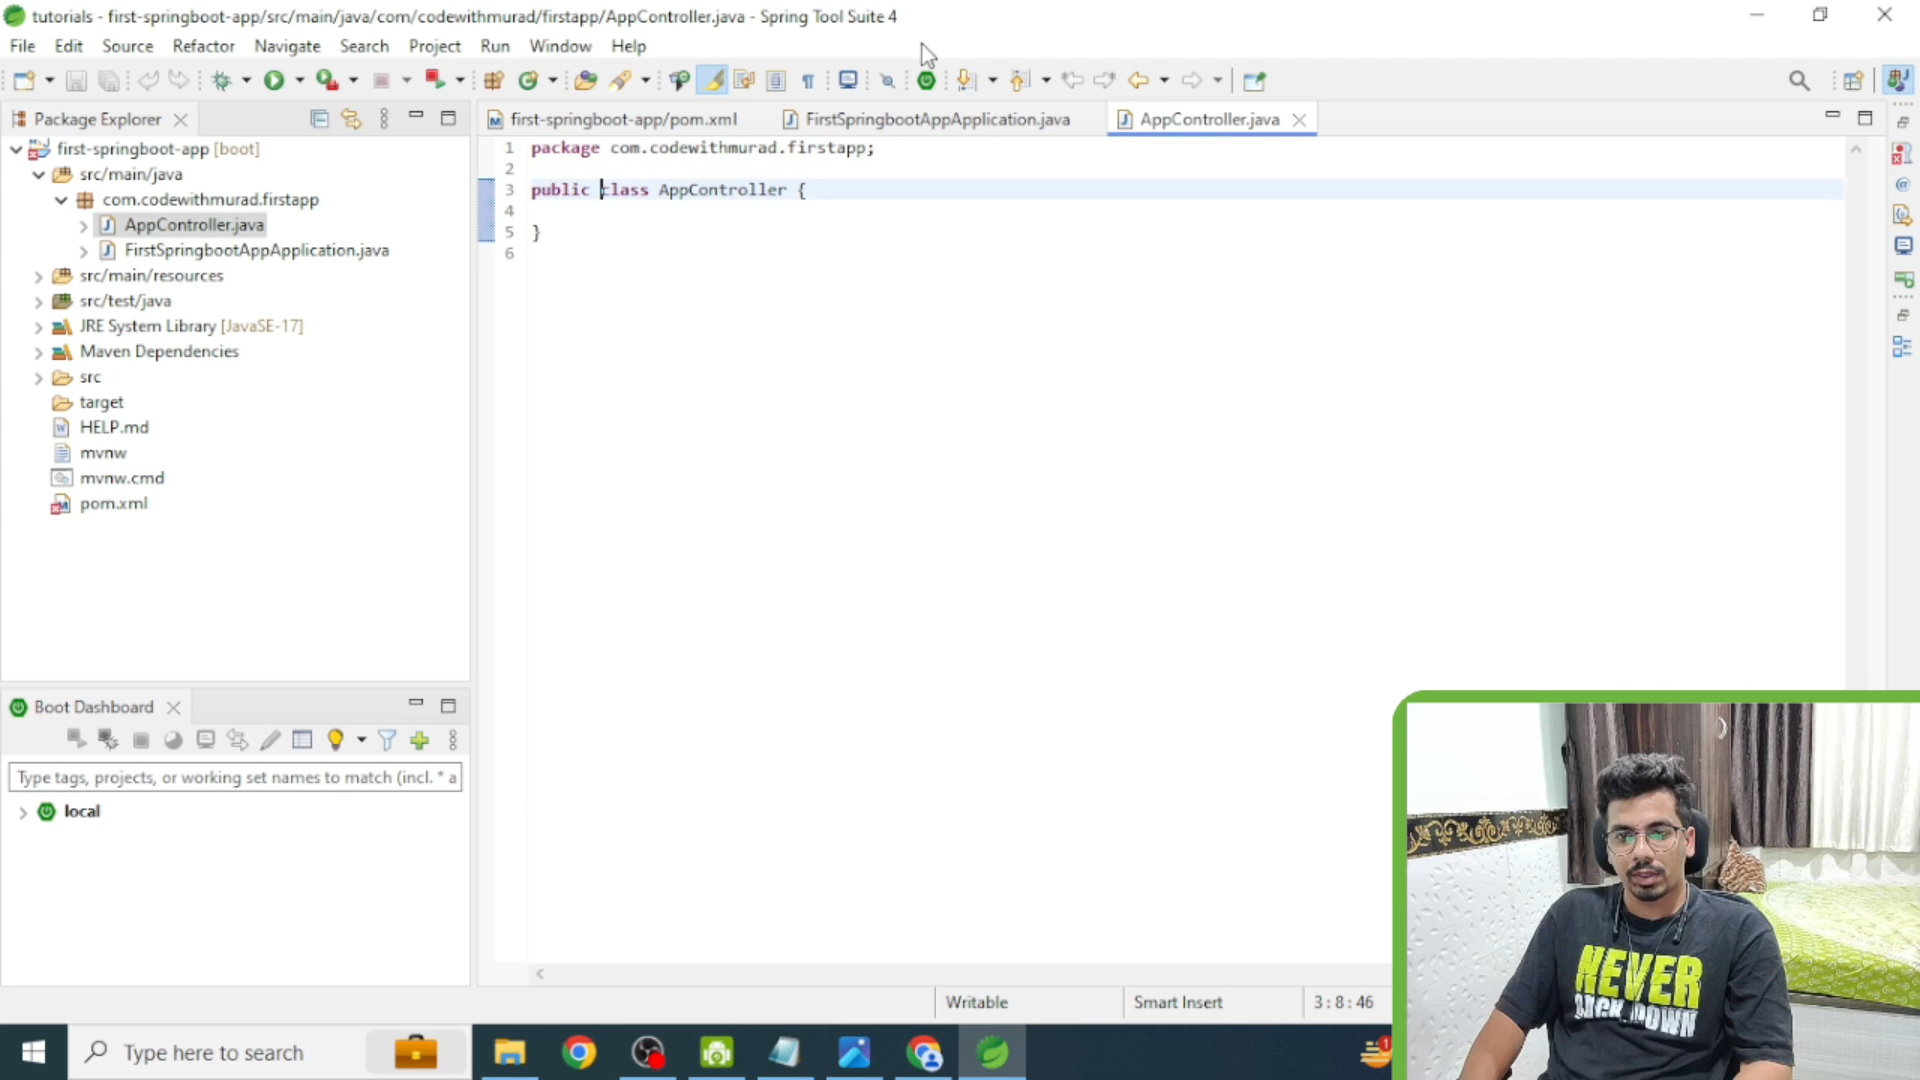 tutorials - first-springboot-app/src/main/java/com/codewithmurad/firstapp/AppController.java - Spring Tool Suite 4
File Edit Source Refactor Navigate Search Project Run Window Help
Package Explorer
first-springboot-app/pom.xml FirstSpringbootAppApplication.java AppController.java
first-springboot-app [boot]
src/main/java
com.codewithmurad.firstapp
AppController.java
FirstSpringbootAppApplication.java
src/main/resources
src/test/java
JRE System Library [JavaSE-17]
Maven Dependencies
src
target
HELP.md
mvnw
mvnw.cmd
pom.xml
1 package com.codewithmurad.firstapp;
2
3 public class AppController {
4
5 }
6
Boot Dashboard
Type tags, projects, or working set names to match (incl. * a
local
Writable Smart Insert 3 : 8 : 46
Type here to search
1
NEVER
BACK DOWN